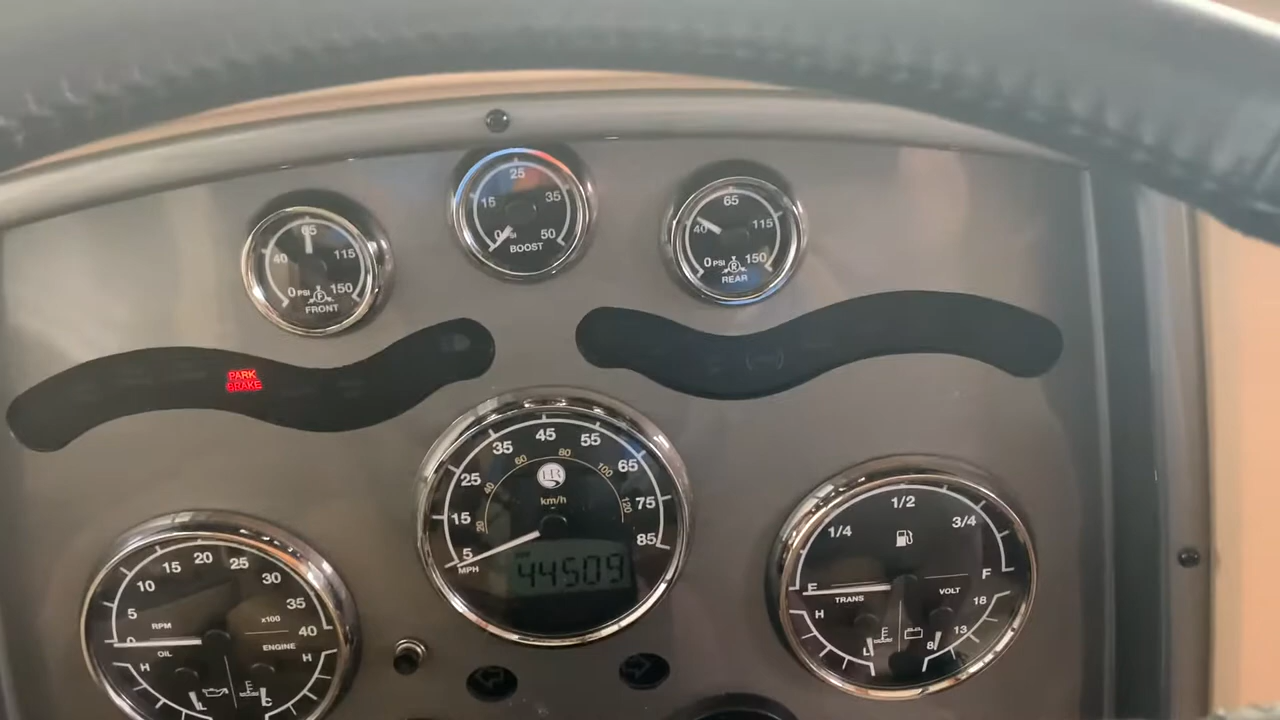 65
40
115
0 PSI
150
F
FRONT
25
15
35
0 PSI
50
BOOST
65
40
115
0 PSI
150
R
REAR
PARK
BRAKE
45
35
55
25
65
15
75
5
85
60
80
40
100
20
120
km/h
MPH
44509
20
15
25
10
30
5
35
0
40
RPM
x100
OIL
ENGINE
H
H
L
C
1/2
1/4
3/4
E
F
TRANS
VOLT
H
18
13
L
8